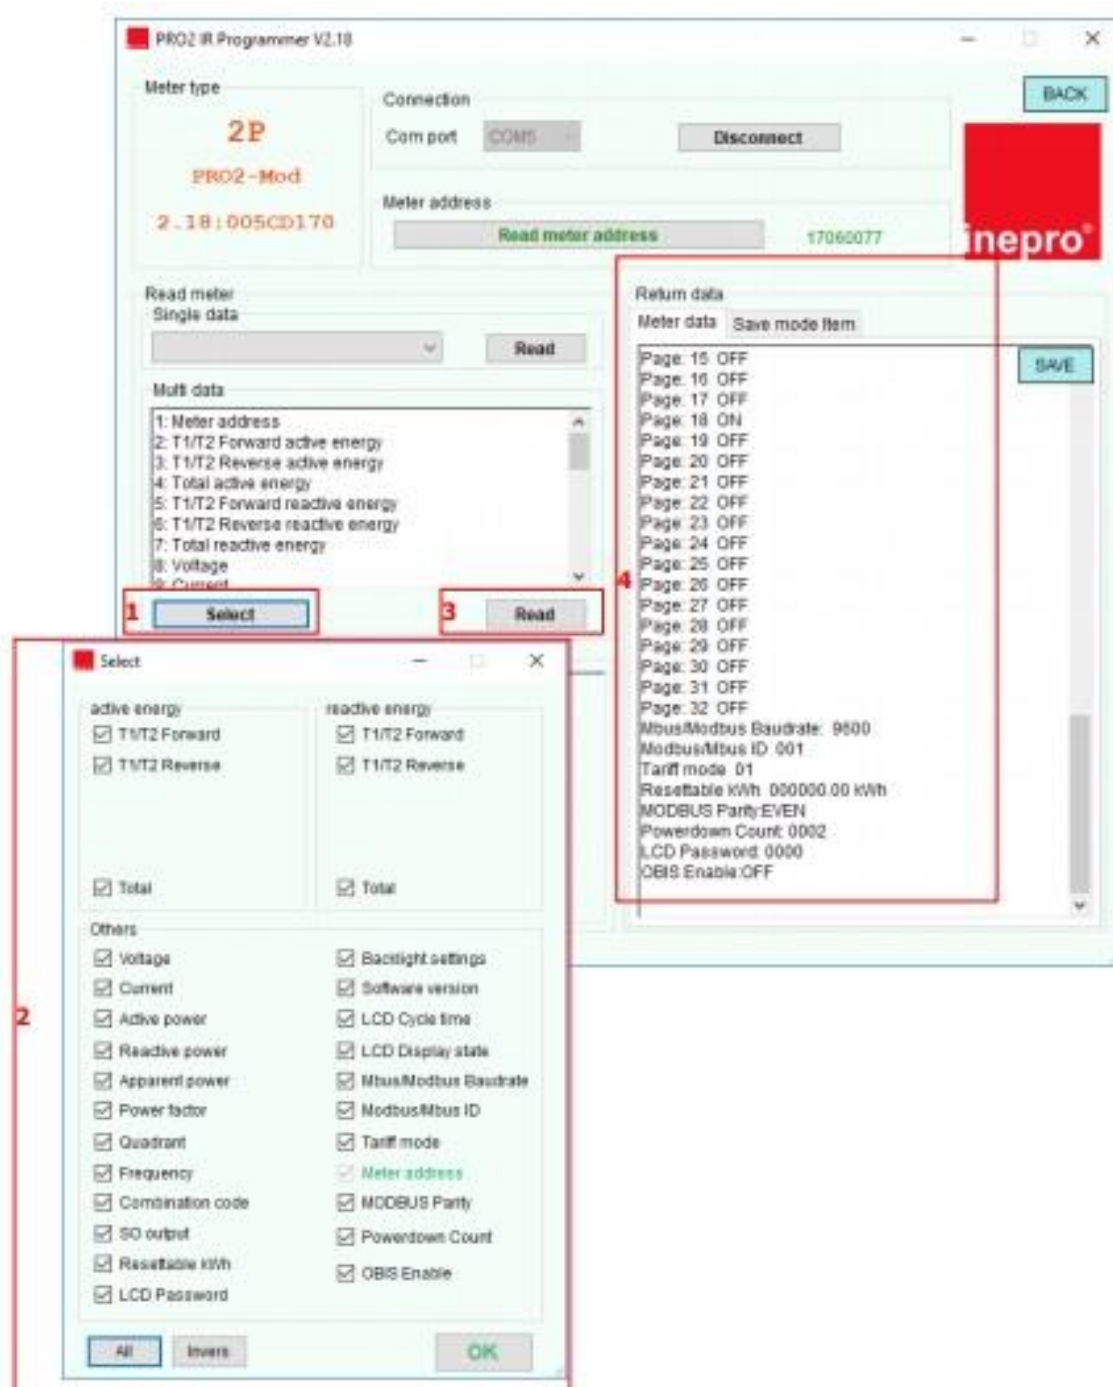 PRO2 IR Programmer V2.18
BACK
Meter type
2P
PRO2-Mod
2.18:005CD170
Connection
Com port COM5 Disconnect
Meter address
Read meter address 17060077
inepro®
Read meter
Single data
Read
Multi data
1: Meter address
2: T1/T2 Forward active energy
3: T1/T2 Reverse active energy
4: Total active energy
5: T1/T2 Forward reactive energy
6: T1/T2 Reverse reactive energy
7: Total reactive energy
8: Voltage
9: Current
1 Select
3 Read
Return data
Meter data Save mode Item
SAVE
Page: 15 OFF
Page: 16 OFF
Page: 17 OFF
Page: 18 ON
Page: 19 OFF
Page: 20 OFF
Page: 21 OFF
Page: 22 OFF
Page: 23 OFF
Page: 24 OFF
Page: 25 OFF
Page: 26 OFF
Page: 27 OFF
Page: 28 OFF
Page: 29 OFF
Page: 30 OFF
Page: 31 OFF
Page: 32 OFF
Mbus/Modbus Baudrate: 9600
Modbus/Mbus ID 001
Tariff mode 01
Resettable kWh 000000.00 kWh
MODBUS Parity:EVEN
Powerdown Count: 0002
LCD Password: 0000
OBIS Enable:OFF
4
2
Select
active energy
T1/T2 Forward
T1/T2 Reverse
Total
reactive energy
T1/T2 Forward
T1/T2 Reverse
Total
Others
Voltage
Current
Active power
Reactive power
Apparent power
Power factor
Quadrant
Frequency
Combination code
SO output
Resettable kWh
LCD Password
Backlight settings
Software version
LCD Cycle time
LCD Display state
Mbus/Modbus Baudrate
Modbus/Mbus ID
Tariff mode
Meter address
MODBUS Parity
Powerdown Count
OBIS Enable
All Invers OK